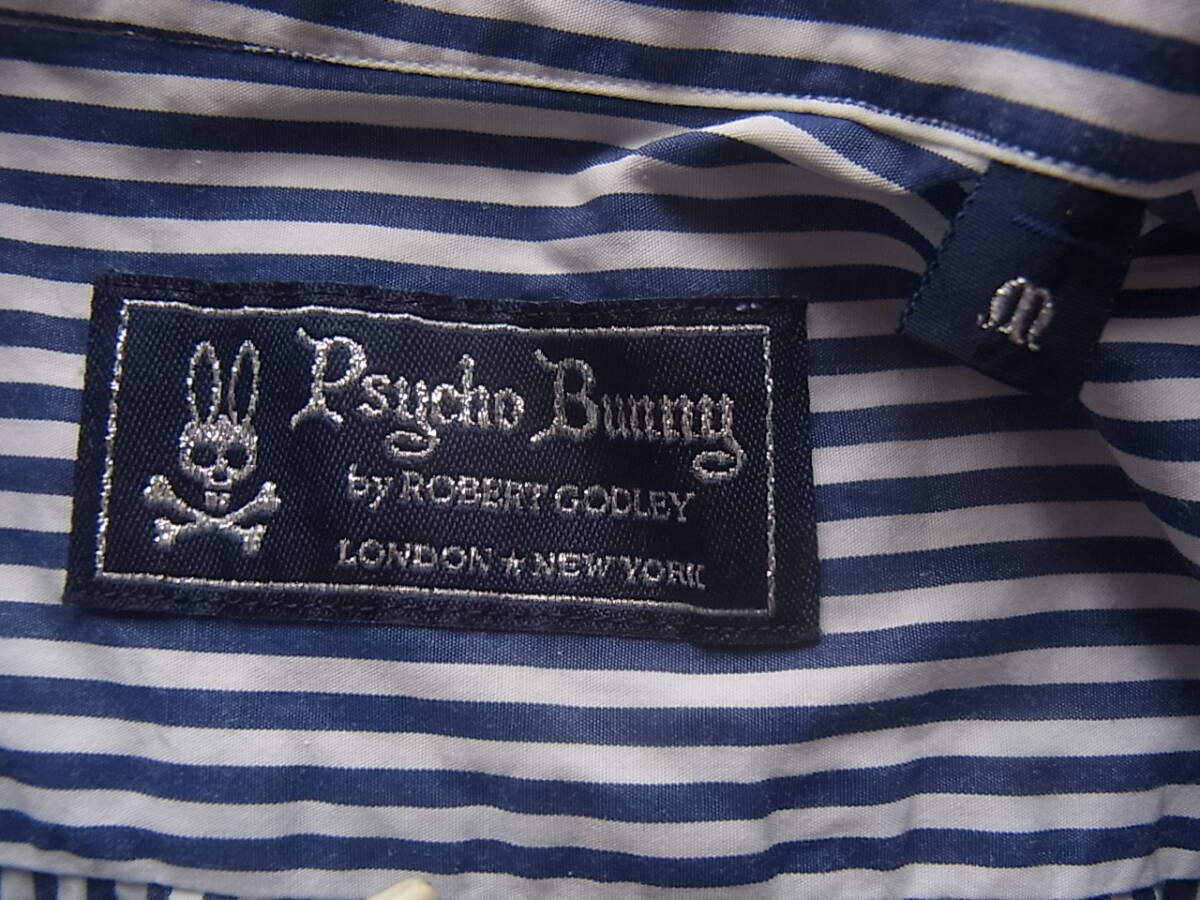 Psycho Bunny
by ROBERT GODLEY
LONDON ★ NEW YORK
M